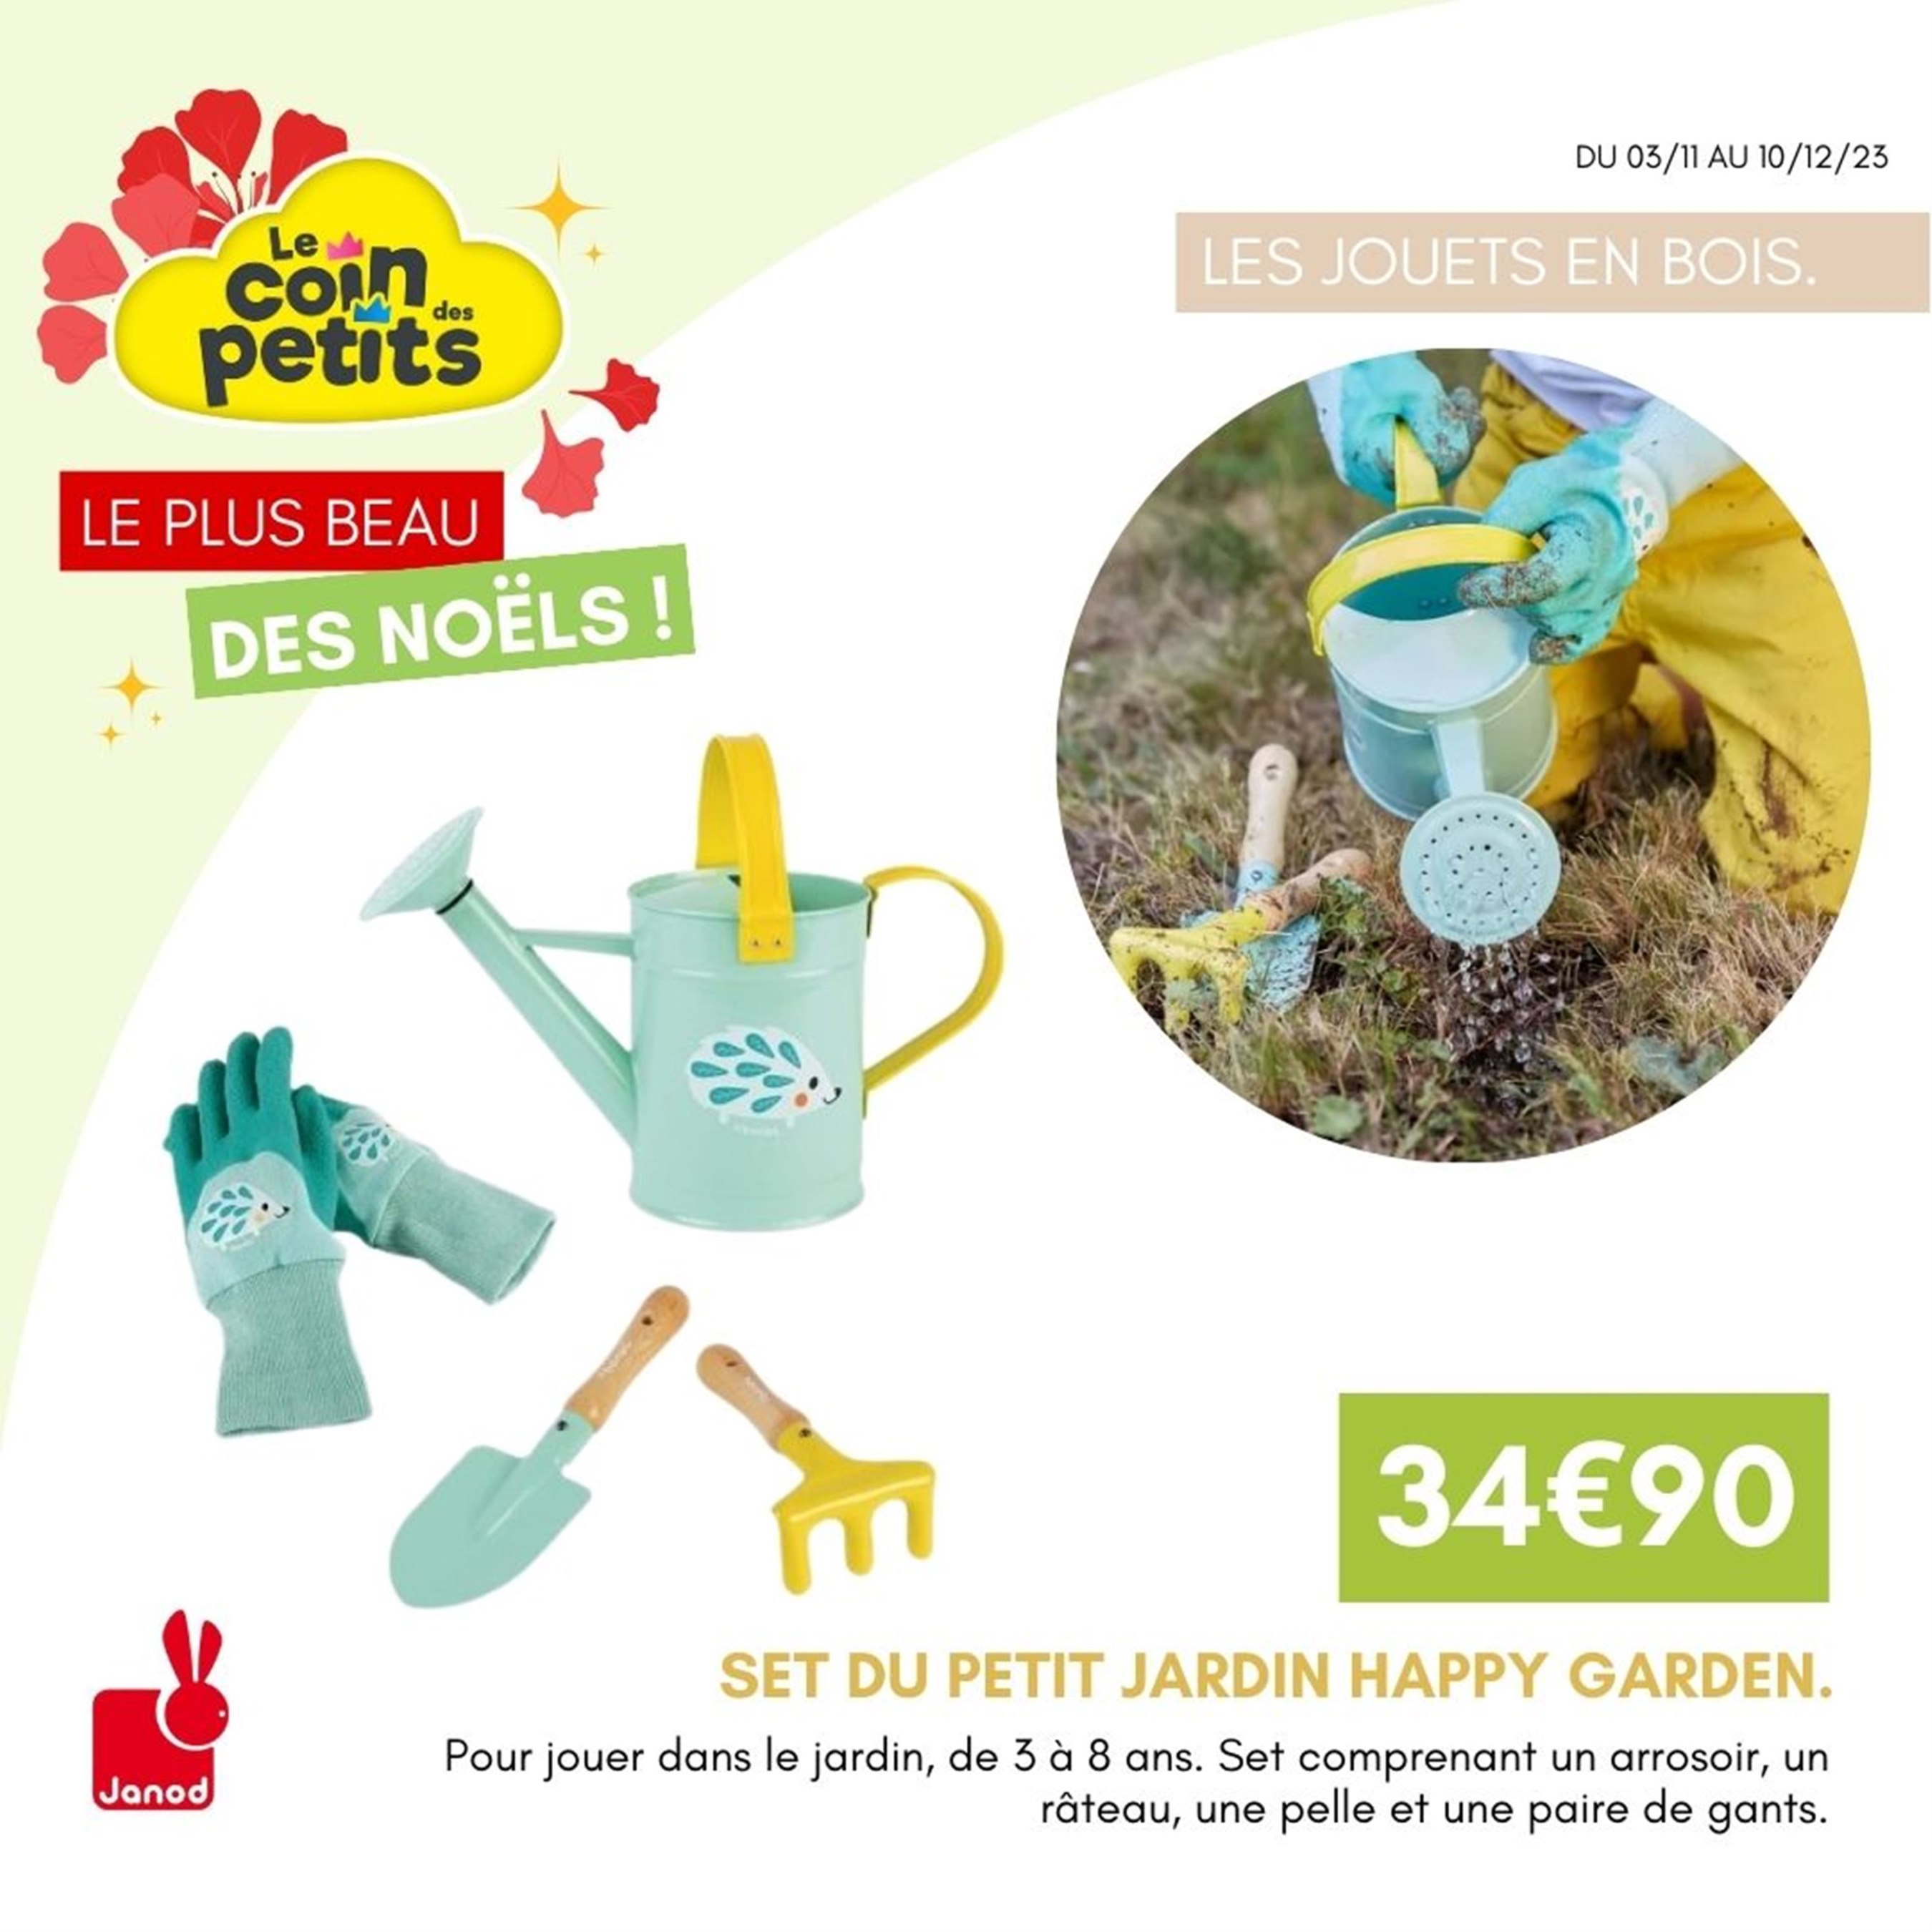 Le
coin
des
petits
DU 03/11 AU 10/12/23
LES JOUETS EN BOIS.
LE PLUS BEAU
DES NOËLS !
34€90
SET DU PETIT JARDIN HAPPY GARDEN.
Pour jouer dans le jardin, de 3 à 8 ans. Set comprenant un arrosoir, un
râteau, une pelle et une paire de gants.
Janod